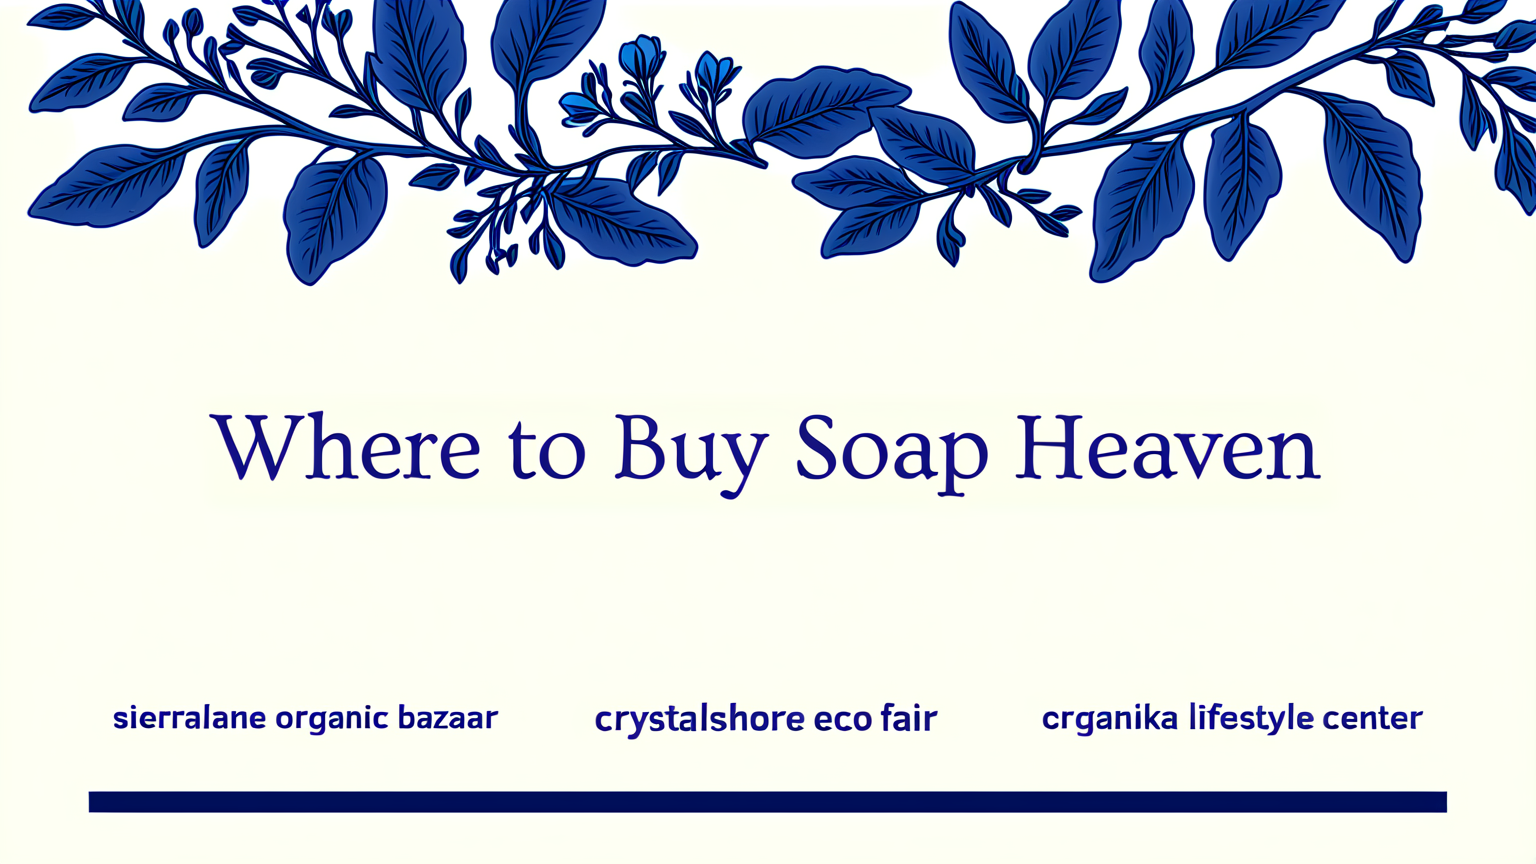 Where to Buy Soap Heaven
sierralane organic bazaar
crystalshore eco fair
crganika lifestyle center